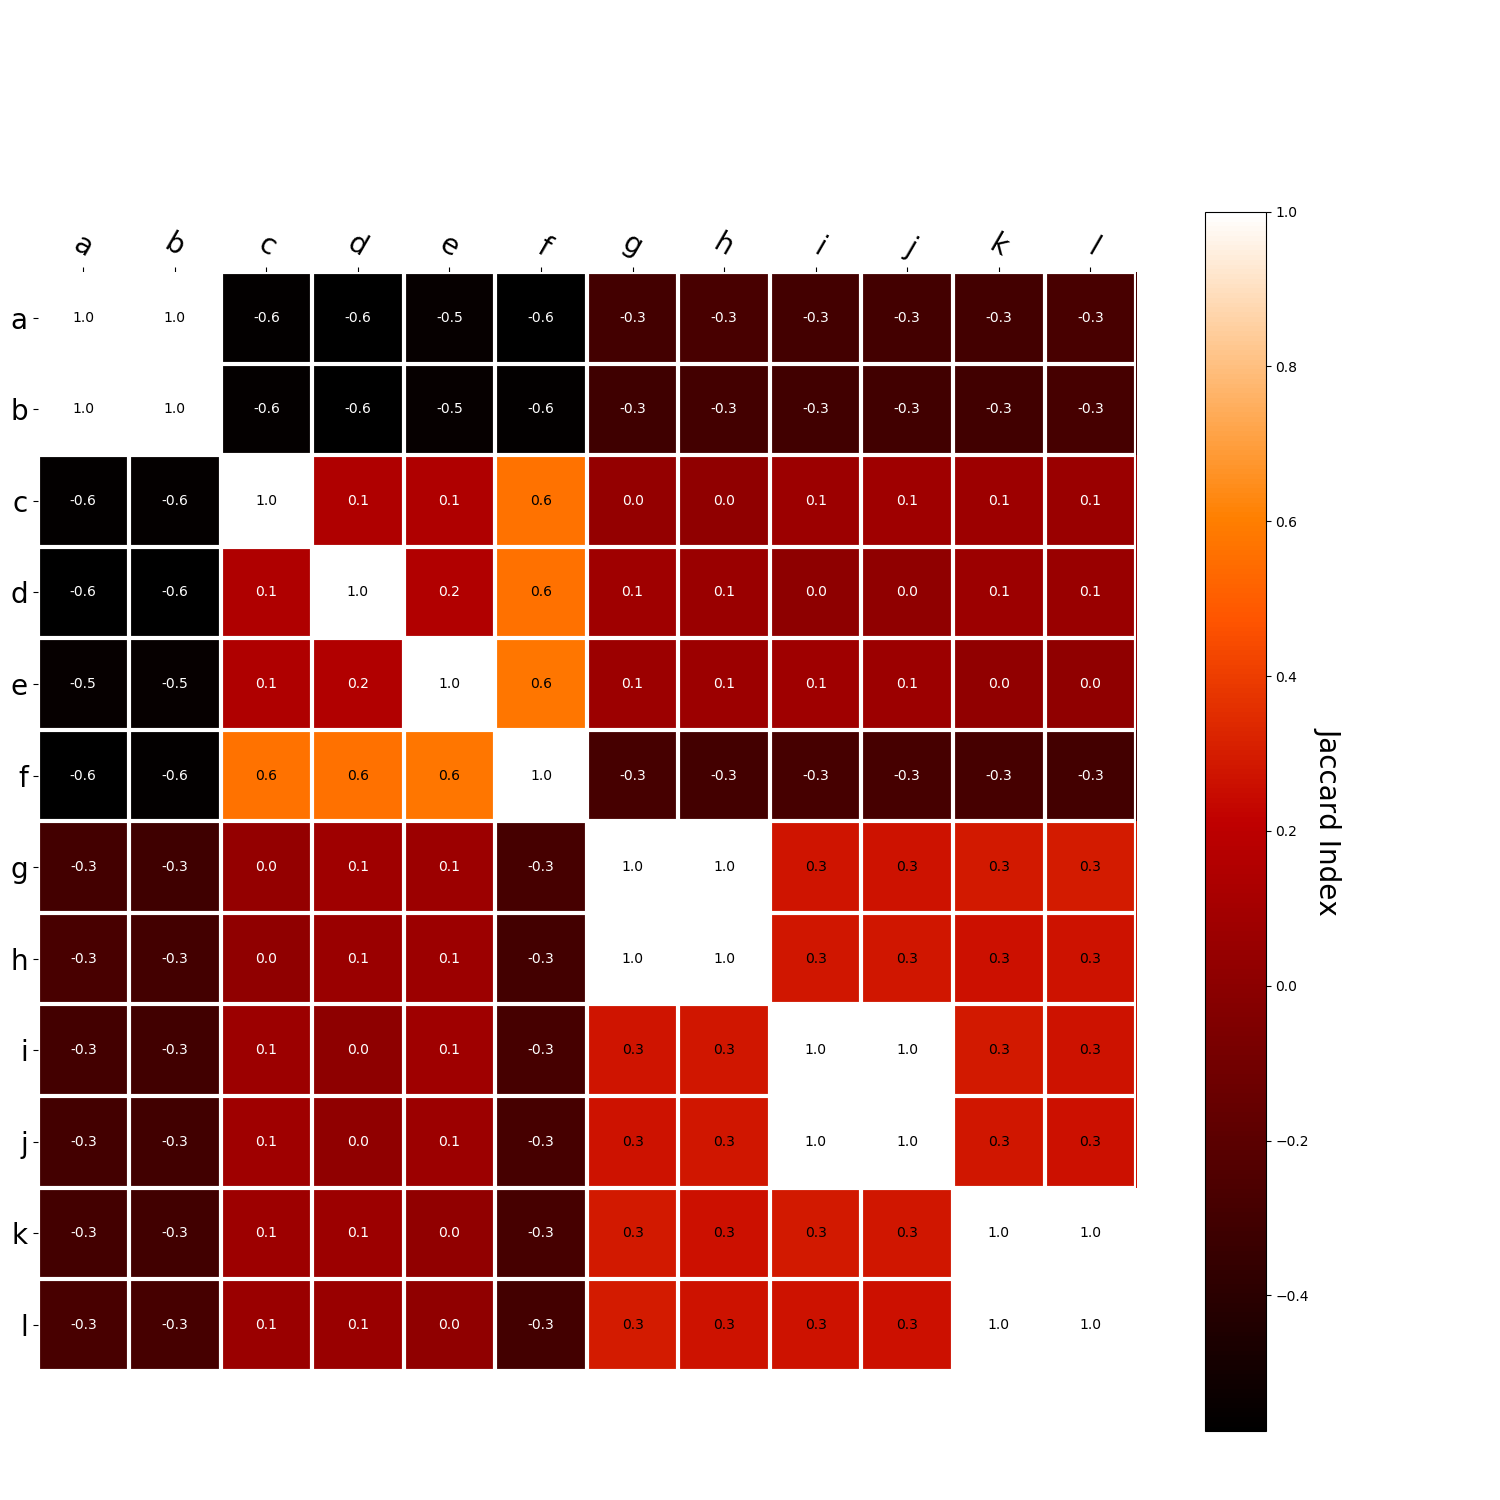 a b c d e f g h i j k l
a 1.0 1.0 -0.6 -0.6 -0.5 -0.6 -0.3 -0.3 -0.3 -0.3 -0.3 -0.3
b 1.0 1.0 -0.6 -0.6 -0.5 -0.6 -0.3 -0.3 -0.3 -0.3 -0.3 -0.3
c -0.6 -0.6 1.0 0.1 0.1 0.6 0.0 0.0 0.1 0.1 0.1 0.1
d -0.6 -0.6 0.1 1.0 0.2 0.6 0.1 0.1 0.0 0.0 0.1 0.1
e -0.5 -0.5 0.1 0.2 1.0 0.6 0.1 0.1 0.1 0.1 0.0 0.0
f -0.6 -0.6 0.6 0.6 0.6 1.0 -0.3 -0.3 -0.3 -0.3 -0.3 -0.3
g -0.3 -0.3 0.0 0.1 0.1 -0.3 1.0 1.0 0.3 0.3 0.3 0.3
h -0.3 -0.3 0.0 0.1 0.1 -0.3 1.0 1.0 0.3 0.3 0.3 0.3
i -0.3 -0.3 0.1 0.0 0.1 -0.3 0.3 0.3 1.0 1.0 0.3 0.3
j -0.3 -0.3 0.1 0.0 0.1 -0.3 0.3 0.3 1.0 1.0 0.3 0.3
k -0.3 -0.3 0.1 0.1 0.0 -0.3 0.3 0.3 0.3 0.3 1.0 1.0
l -0.3 -0.3 0.1 0.1 0.0 -0.3 0.3 0.3 0.3 0.3 1.0 1.0
1.0
0.8
0.6
0.4
0.2
0.0
−0.2
−0.4
Jaccard Index